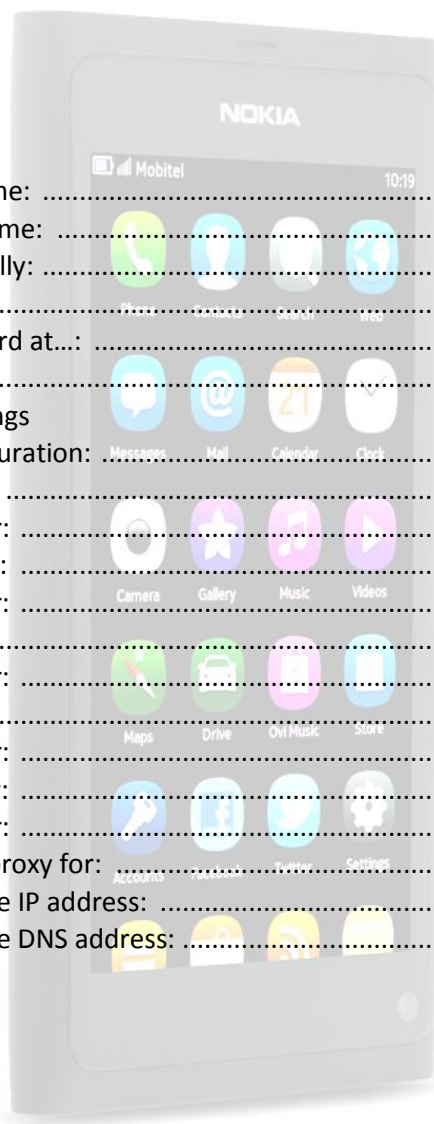 NOKIA
Mobitel 10:19
me: ........................................................
me: ......................................................
lly: ........................................................
Phone Contacts Search Web
rd at…: .............................................
ngs
uration: Messages Mail Calendar Clock
r: ...........................................................
:  ...........................................................
Camera Gallery Music Videos
r: ...........................................................
r: ...........................................................
Maps Drive Ovi Music Store
r: ...........................................................
r: ...........................................................
r: ...........................................................
proxy for: Accounts Facebook Twitter Settings
e IP address: ......................................
e DNS address: ...................................